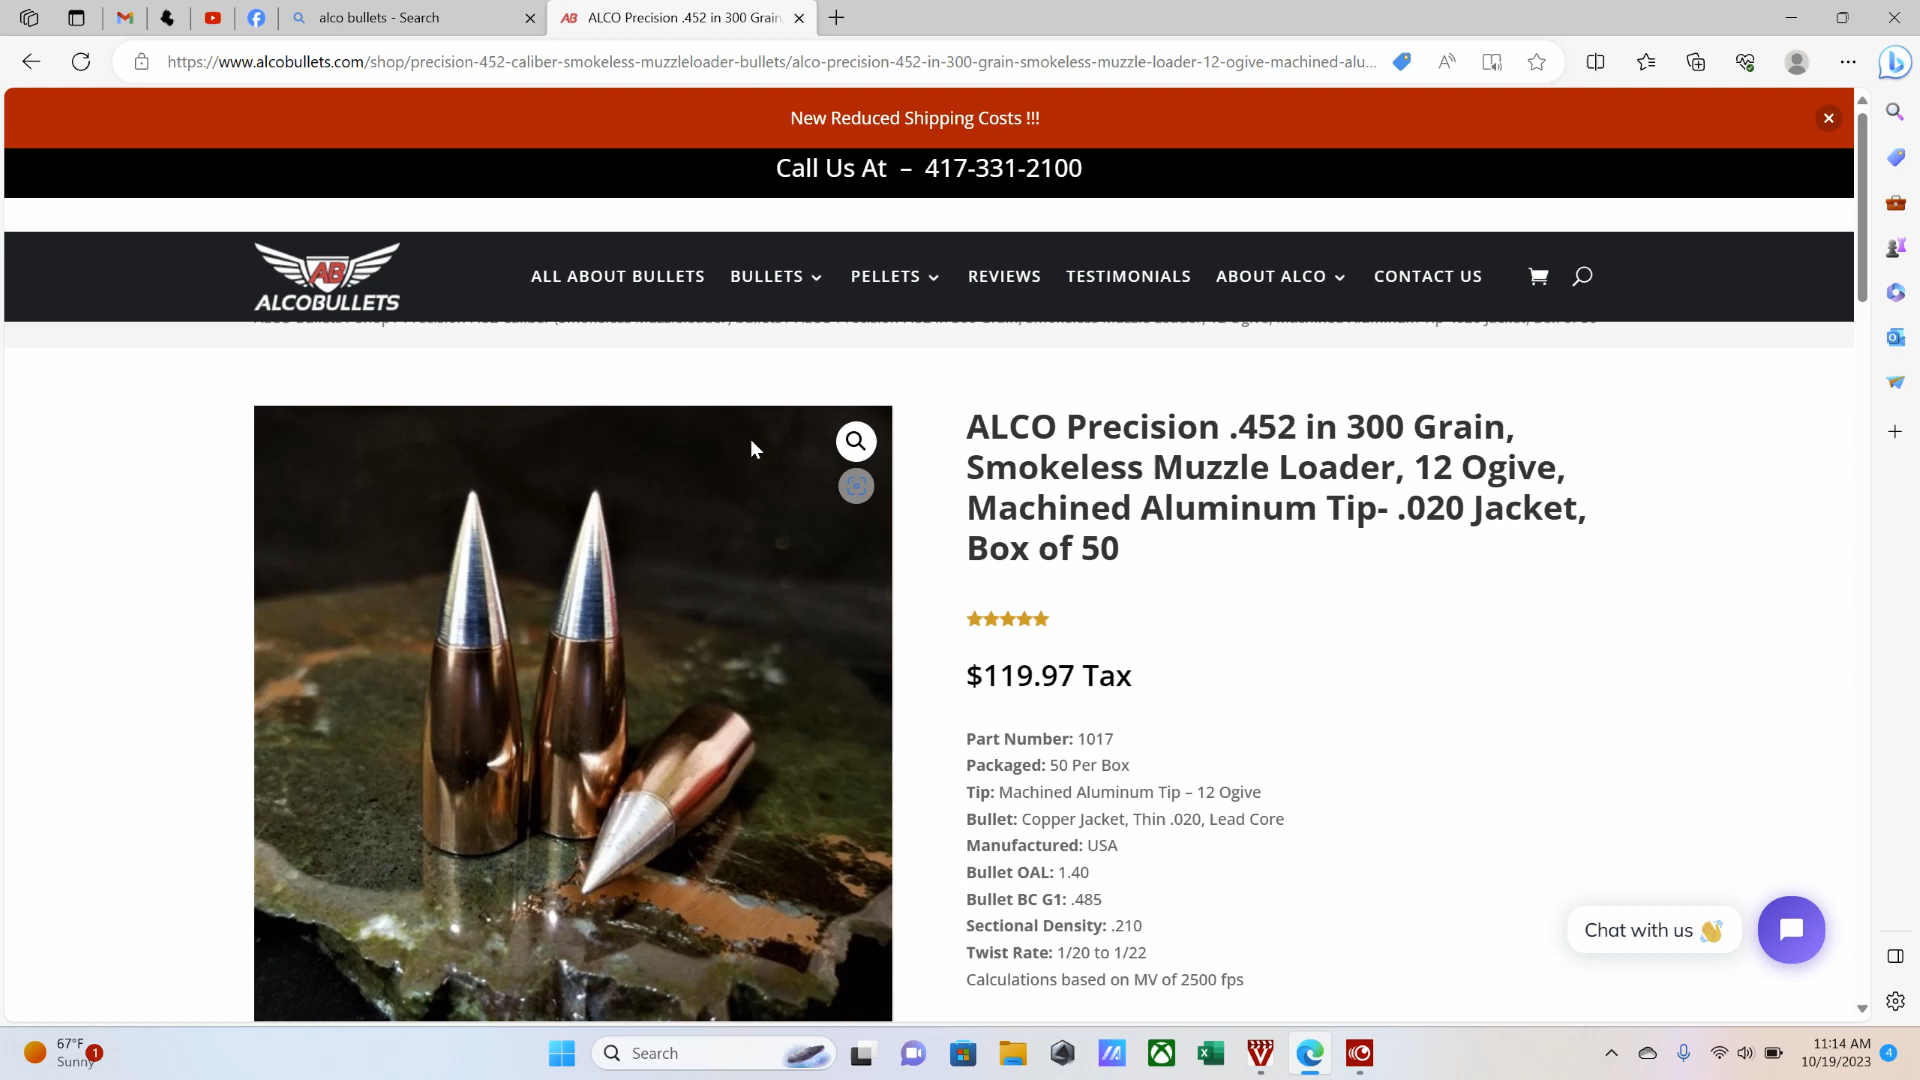 alco bullets - Search
ALCO Precision .452 in 300 Grain
https://www.alcobullets.com/shop/precision-452-caliber-smokeless-muzzleloader-bullets/alco-precision-452-in-300-grain-smokeless-muzzle-loader-12-ogive-machined-alu...
New Reduced Shipping Costs !!!
Call Us At – 417-331-2100
AB
ALCOBULLETS
ALL ABOUT BULLETS BULLETS PELLETS REVIEWS TESTIMONIALS ABOUT ALCO CONTACT US
ALCO Precision .452 in 300 Grain,
Smokeless Muzzle Loader, 12 Ogive,
Machined Aluminum Tip- .020 Jacket,
Box of 50
$119.97 Tax
Part Number: 1017
Packaged: 50 Per Box
Tip: Machined Aluminum Tip – 12 Ogive
Bullet: Copper Jacket, Thin .020, Lead Core
Manufactured: USA
Bullet OAL: 1.40
Bullet BC G1: .485
Sectional Density: .210
Twist Rate: 1/20 to 1/22
Calculations based on MV of 2500 fps
Chat with us 👋
67°F
Sunny
1
Search
11:14 AM
10/19/2023
4